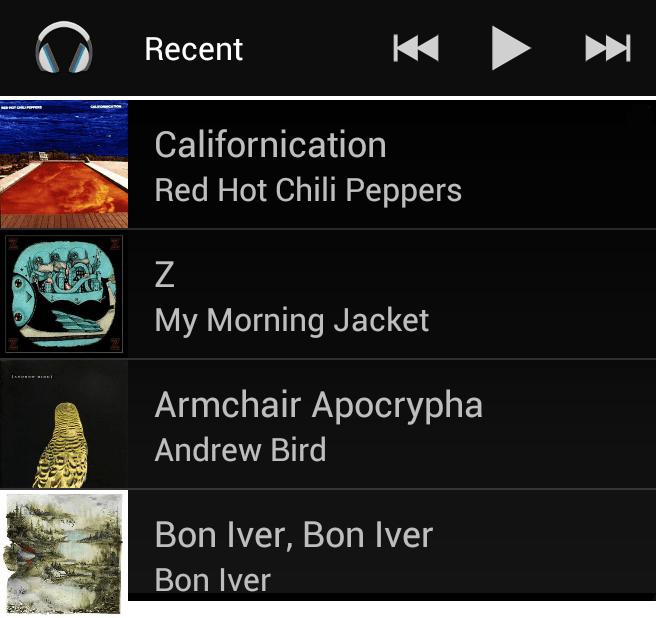 Recent
RED HOT CHILI PEPPERS CALIFORNICATION
Californication
Red Hot Chili Peppers
Z Z
Z Z
Z
My Morning Jacket
[ANDREW BIRD]
Armchair Apocrypha
Andrew Bird
Bon Iver, Bon Iver
Bon Iver